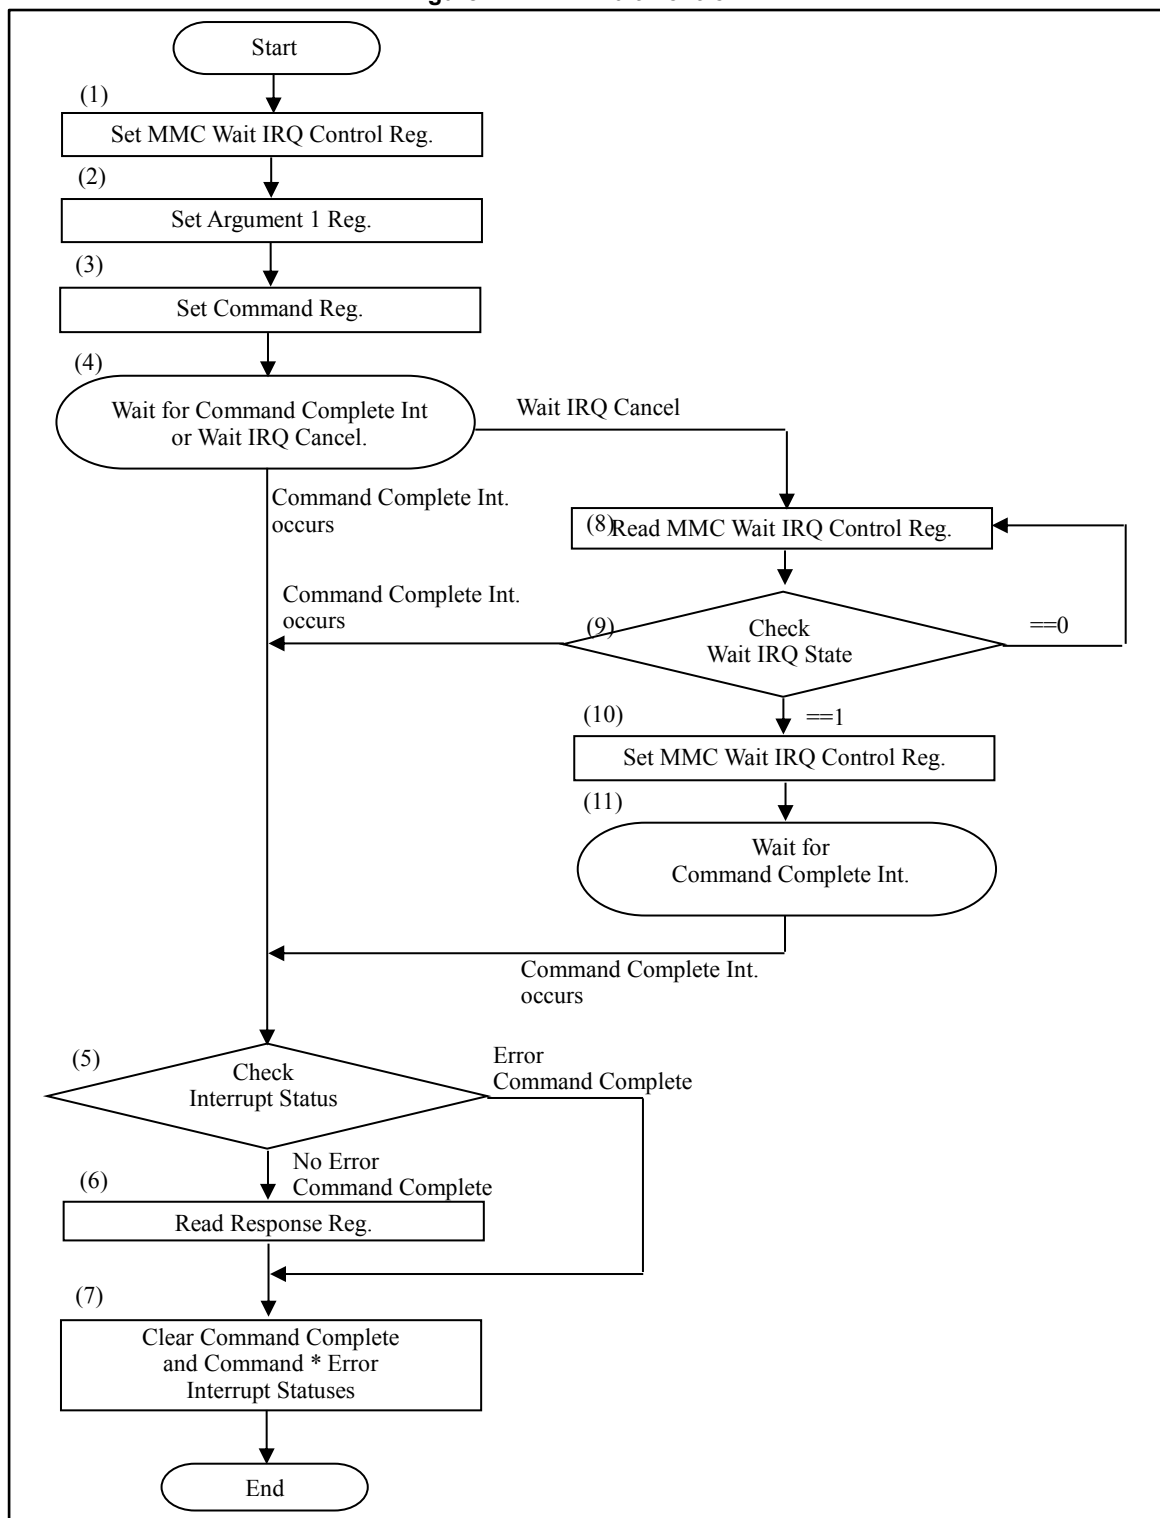 Start
(1)
Set MMC Wait IRQ Control Reg.
(2)
Set Argument 1 Reg.
(3)
Set Command Reg.
(4)
Wait for Command Complete Int
or Wait IRQ Cancel.
Wait IRQ Cancel
Command Complete Int.
occurs
(8)
Read MMC Wait IRQ Control Reg.
Command Complete Int.
occurs
(9)
Check
Wait IRQ State
==0
(10)
==1
Set MMC Wait IRQ Control Reg.
(11)
Wait for
Command Complete Int.
Command Complete Int.
occurs
(5)
Check
Interrupt Status
Error
Command Complete
No Error
Command Complete
(6)
Read Response Reg.
(7)
Clear Command Complete
and Command * Error
Interrupt Statuses
End